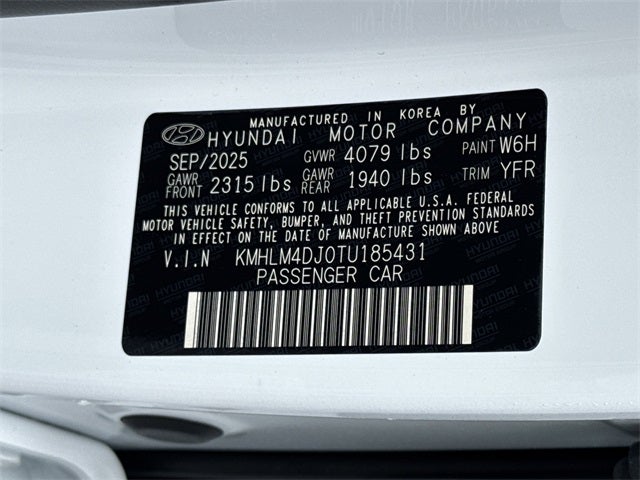 MANUFACTURED IN KOREA BY
HYUNDAI MOTOR COMPANY
SEP/2025 GVWR 4079 lbs PAINT W6H
GAWR FRONT 2315 lbs GAWR REAR 1940 lbs TRIM YFR
THIS VEHICLE CONFORMS TO ALL APPLICABLE U.S.A. FEDERAL
MOTOR VEHICLE SAFETY, BUMPER, AND THEFT PREVENTION STANDARDS
IN EFFECT ON THE DATE OF MANUFACTURE SHOWN ABOVE
V.I.N KMHLM4DJ0TU185431
PASSENGER CAR